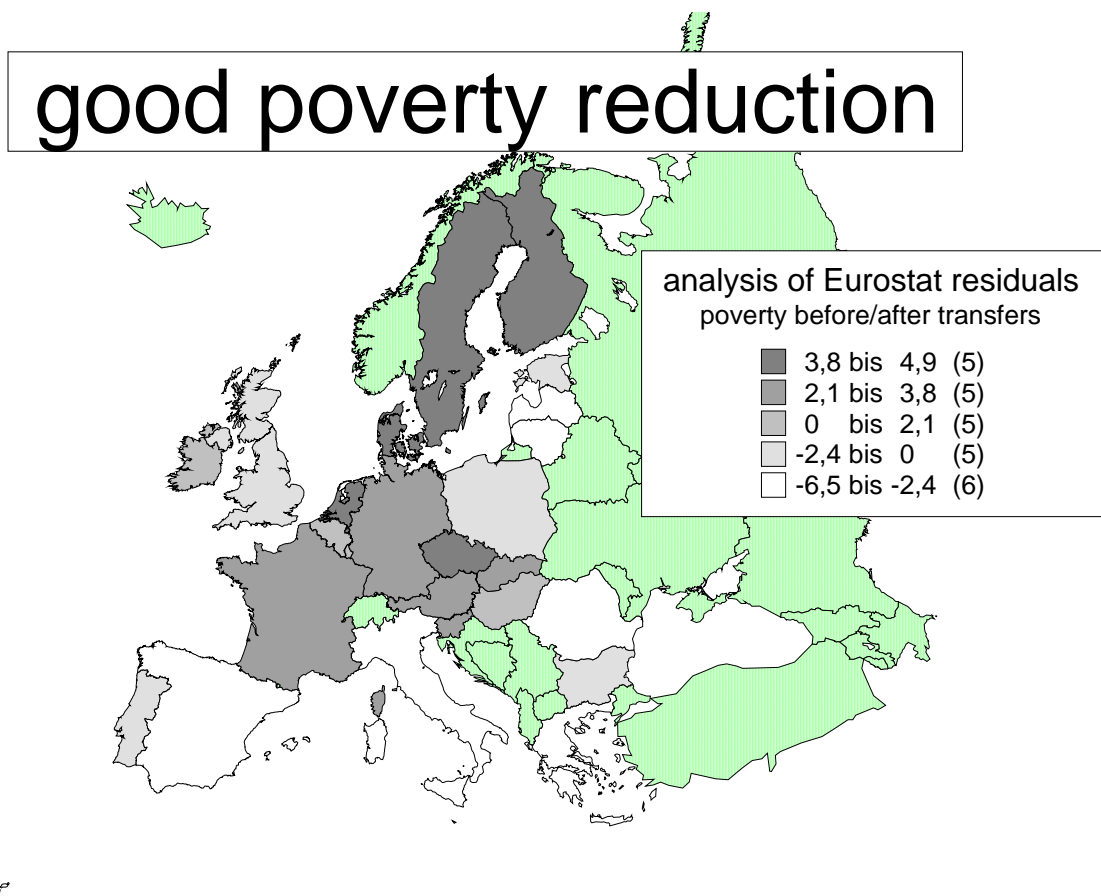 good poverty reduction
analysis of Eurostat residuals
poverty before/after transfers
3,8 bis 4,9 (5)
2,1 bis 3,8 (5)
0 bis 2,1 (5)
-2,4 bis 0 (5)
-6,5 bis -2,4 (6)